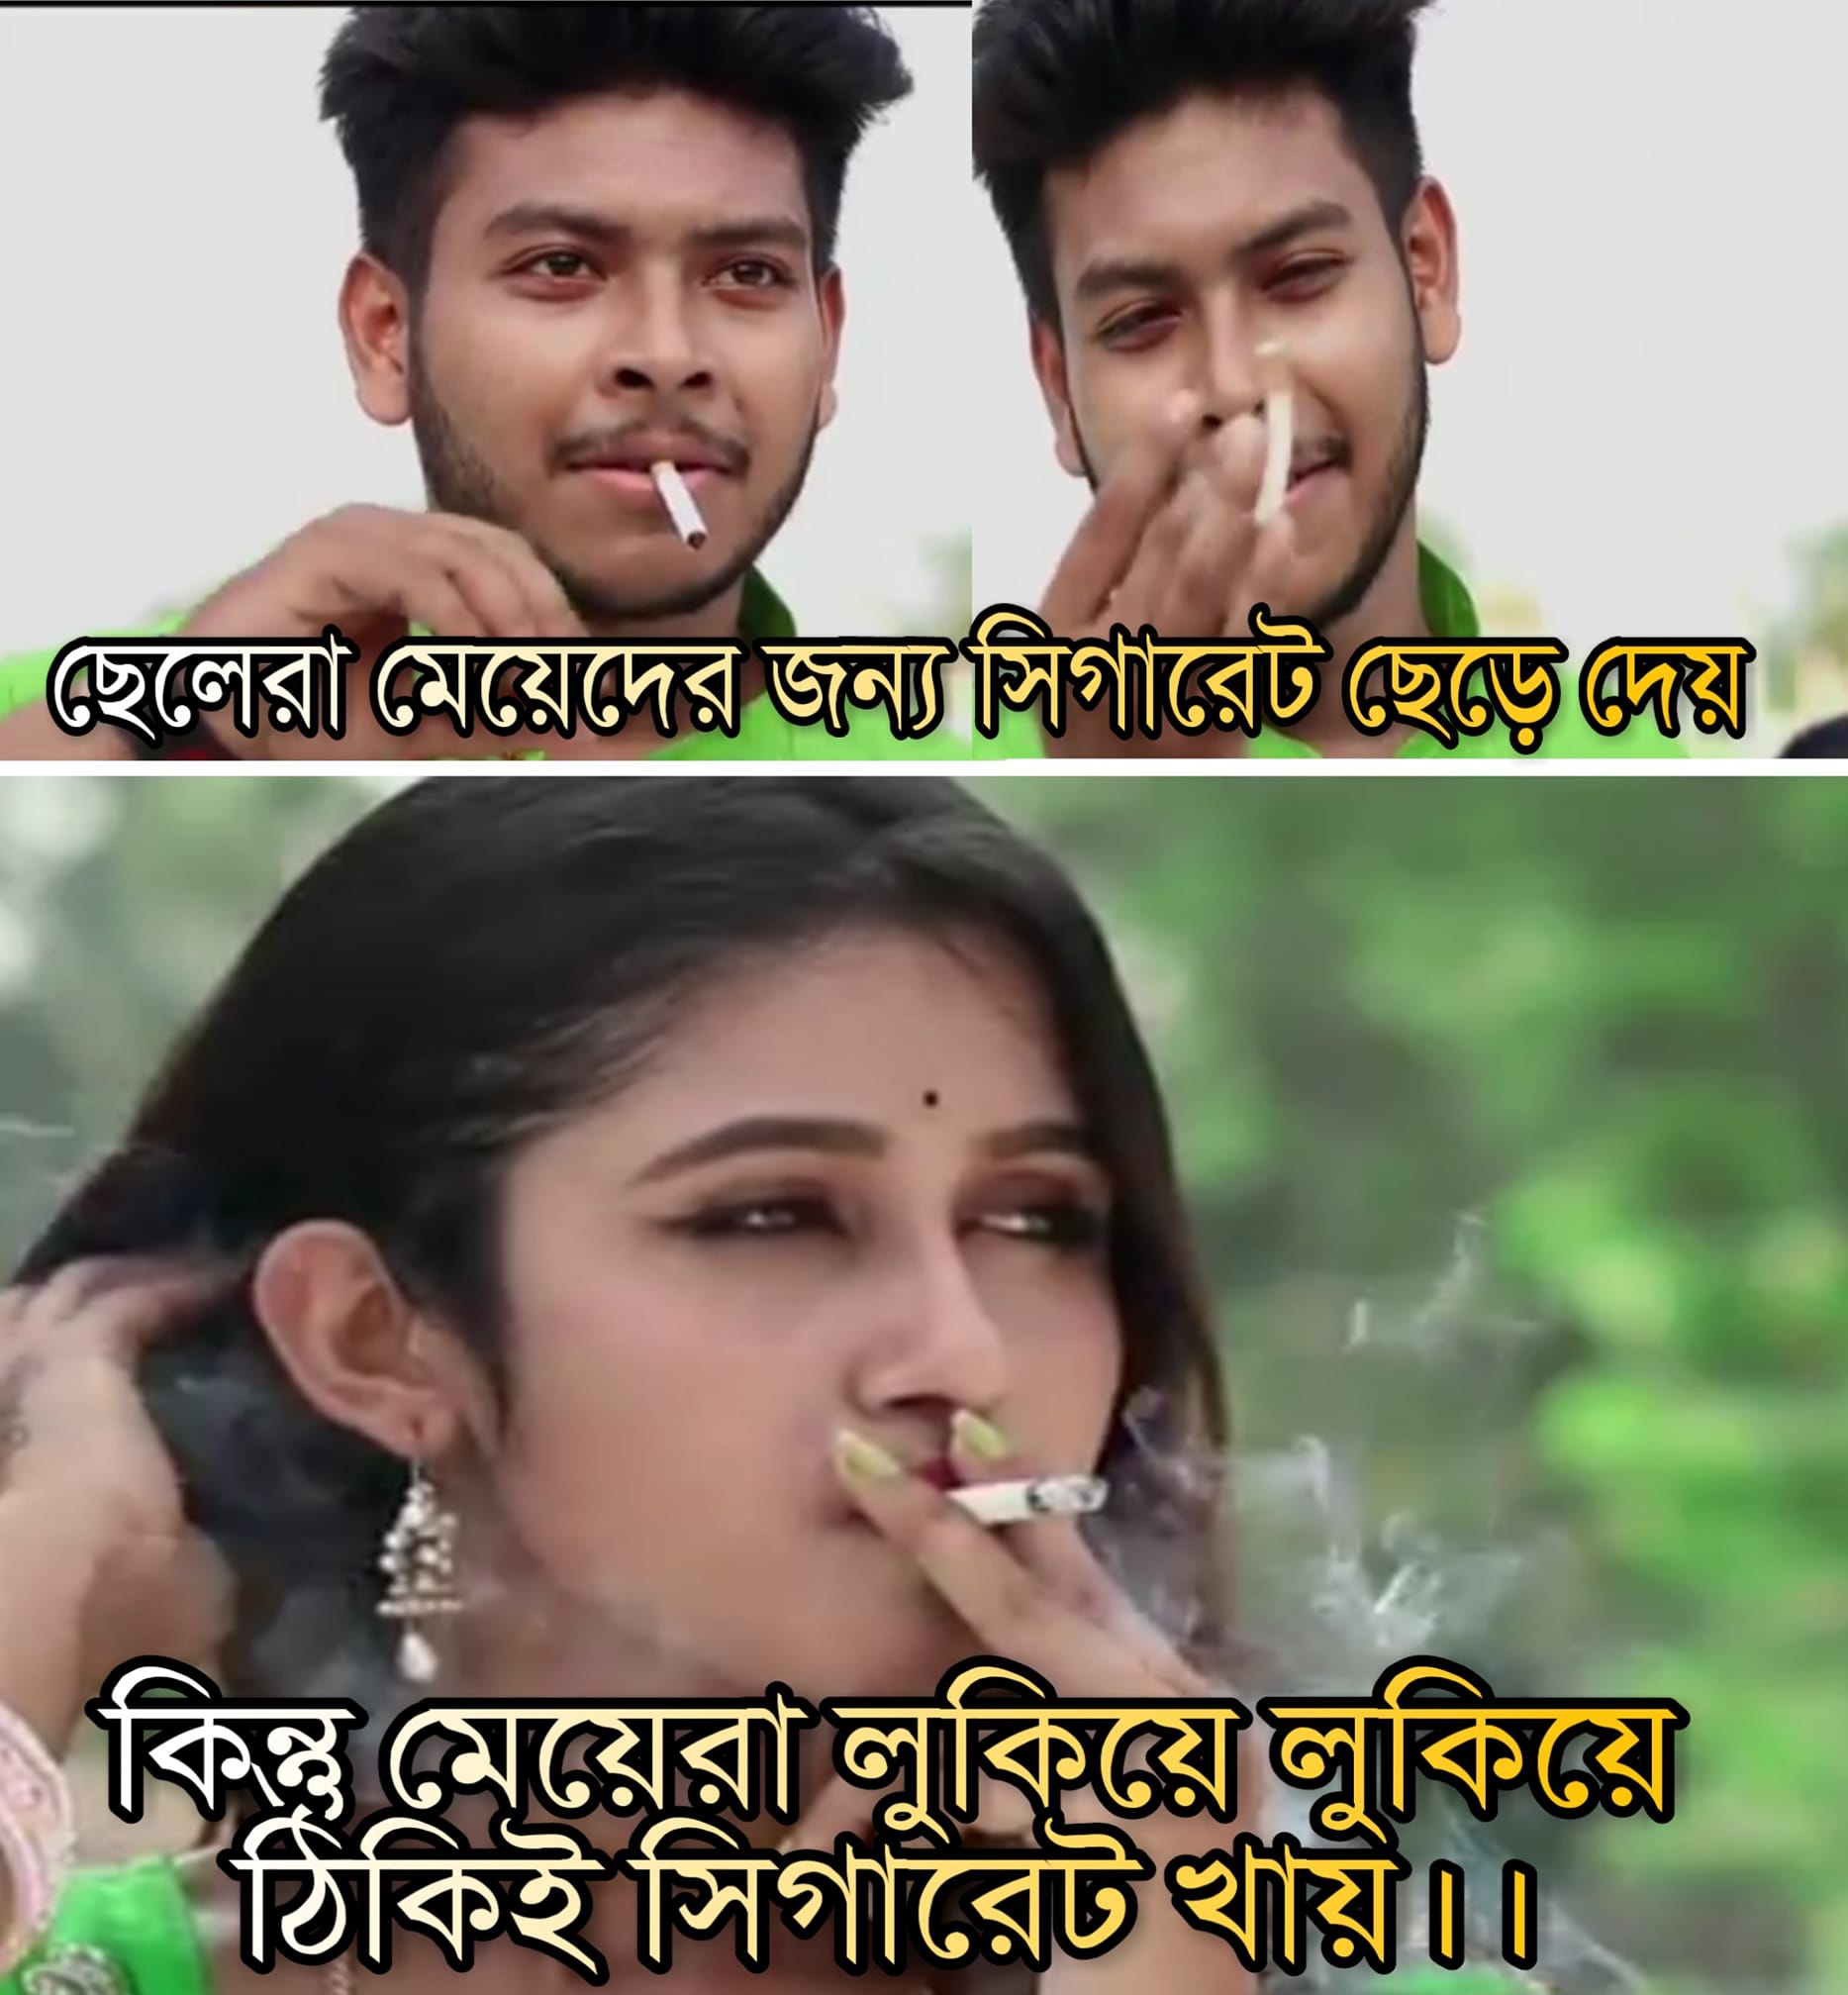 ছেলেরা মেয়েদের জন্য সিগারেট ছেড়ে দেয়
কিন্তু মেয়েরা লুকিয়ে লুকিয়ে
ঠিকিই সিগারেট খায়।।